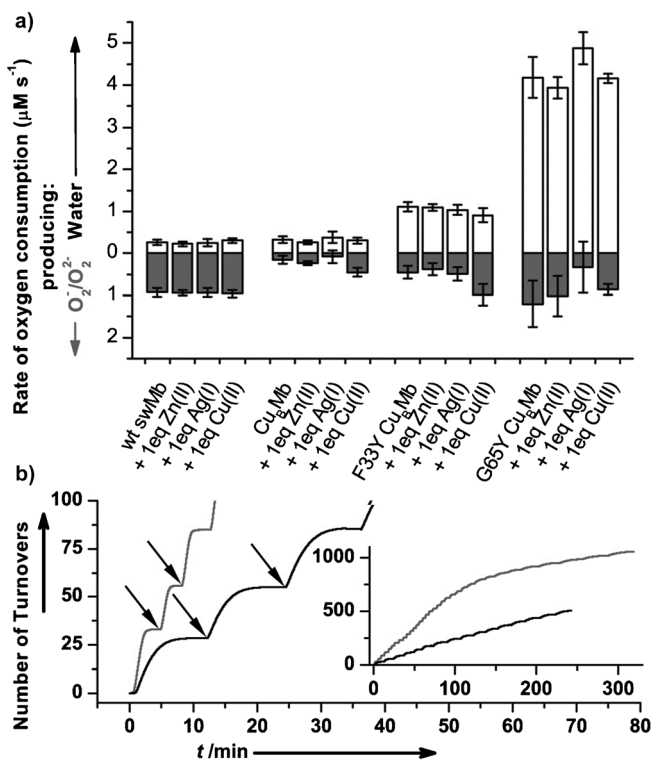 a)
Rate of oxygen consumption (μM s⁻¹)
producing:
O₂⁻/O₂²⁻ Water
5
4
3
2
1
0
1
2
wt swMb
+ 1eq Zn(II)
+ 1eq Ag(I)
+ 1eq Cu(II)
Cu_BMb
+ 1eq Zn(II)
+ 1eq Ag(I)
+ 1eq Cu(II)
F33Y Cu_BMb
+ 1eq Zn(II)
+ 1eq Ag(I)
+ 1eq Cu(II)
G65Y Cu_BMb
+ 1eq Zn(II)
+ 1eq Ag(I)
+ 1eq Cu(II)
b)
Number of Turnovers
100
75
50
25
0
1000
500
0
0 100 200 300
0 10 20 30 40 50 60 70 80
t /min